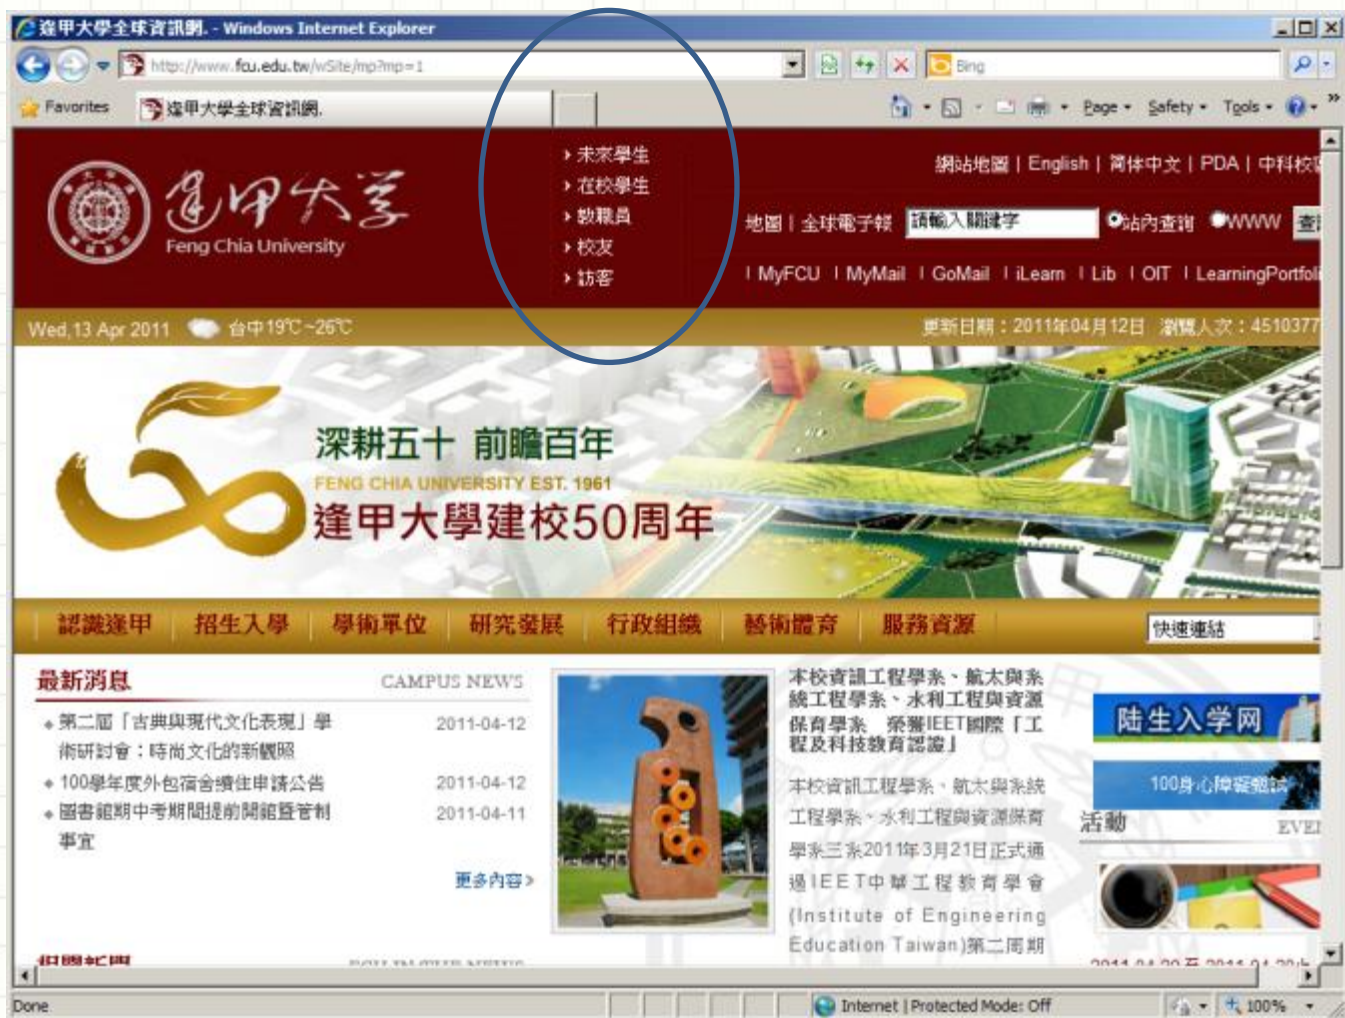 逢甲大學全球資訊網. - Windows Internet Explorer
http://www.fcu.edu.tw/wSite/mp?mp=1
Bing
Favorites
逢甲大學全球資訊網.
Page
Safety
Tools
逢甲大學
Feng Chia University
未來學生
在校學生
教職員
校友
訪客
網站地圖 | English | 简体中文 | PDA | 中科校
地圖 | 全球電子報 請輸入關鍵字 站內查詢 WWW
| MyFCU | MyMail | GoMail | iLearn | Lib | OIT | LearningPortfoli
Wed,13 Apr 2011 台中19℃~26℃
更新日期：2011年04月12日 瀏覽人次：4510377
深耕五十 前瞻百年
FENG CHIA UNIVERSITY EST. 1961
逢甲大學建校50周年
認識逢甲 招生入學 學術單位 研究發展 行政組織 藝術體育 服務資源
快速連結
最新消息 CAMPUS NEWS
第二屆「古典與現代文化表現」學 2011-04-12
術研討會：時尚文化的新觀照
100學年度外包宿舍續住申請公告 2011-04-12
圖書館期中考期間提前開館暨管制 2011-04-11
事宜
更多內容
本校資訊工程學系、航太與系
統工程學系、水利工程與資源
保育學系 榮獲IEET國際「工
程及科技教育認證」
本校資訊工程學系、航太與系統
工程學系、水利工程與資源保育
學系三系2011年3月21日正式通
過IEET中華工程教育學會
(Institute of Engineering
Education Taiwan)第二周期
陆生入学网
100身心障礙甄試
活動
Done
Internet | Protected Mode: Off
100%